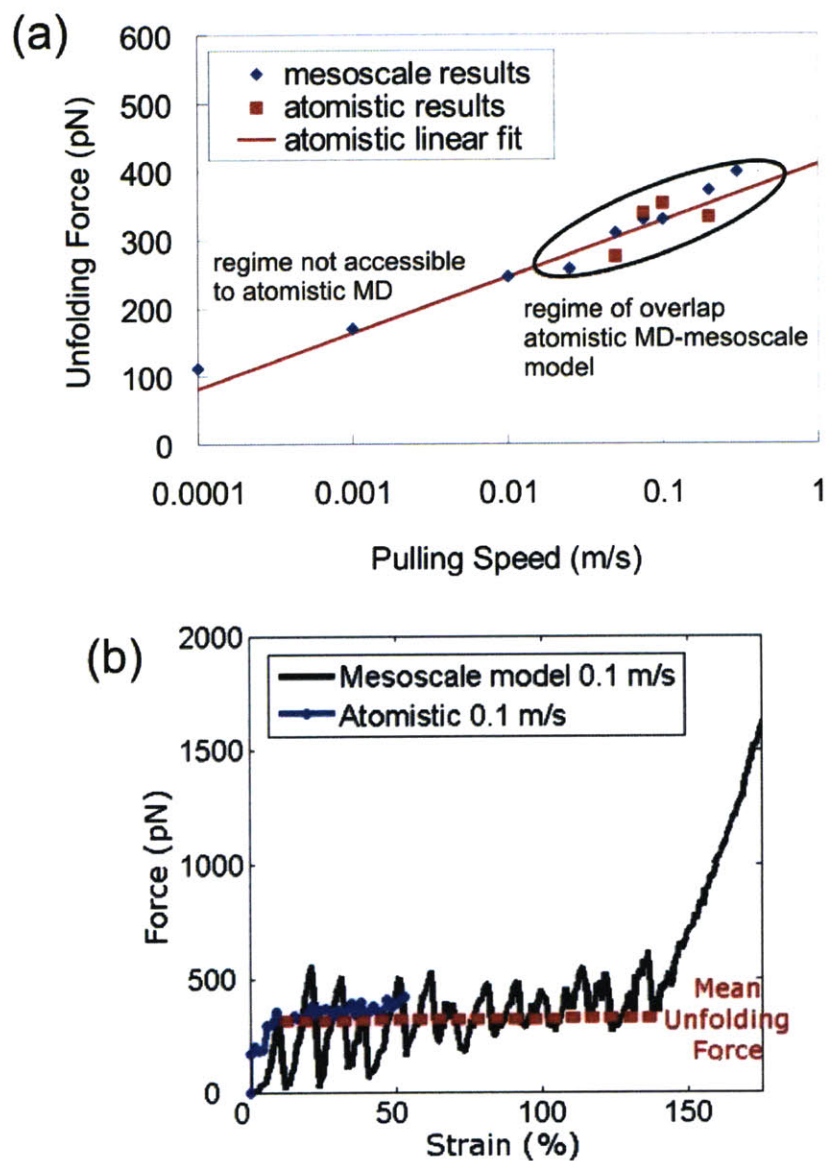 (a)
600
500
400
300
200
100
0
Unfolding Force (pN)
mesoscale results
atomistic results
atomistic linear fit
regime not accessible
to atomistic MD
regime of overlap
atomistic MD-mesoscale
model
0.0001 0.001 0.01 0.1 1
Pulling Speed (m/s)
(b)
2000
1500
1000
500
0
Force (pN)
Mesoscale model 0.1 m/s
Atomistic 0.1 m/s
Mean
Unfolding
Force
0 50 100 150
Strain (%)